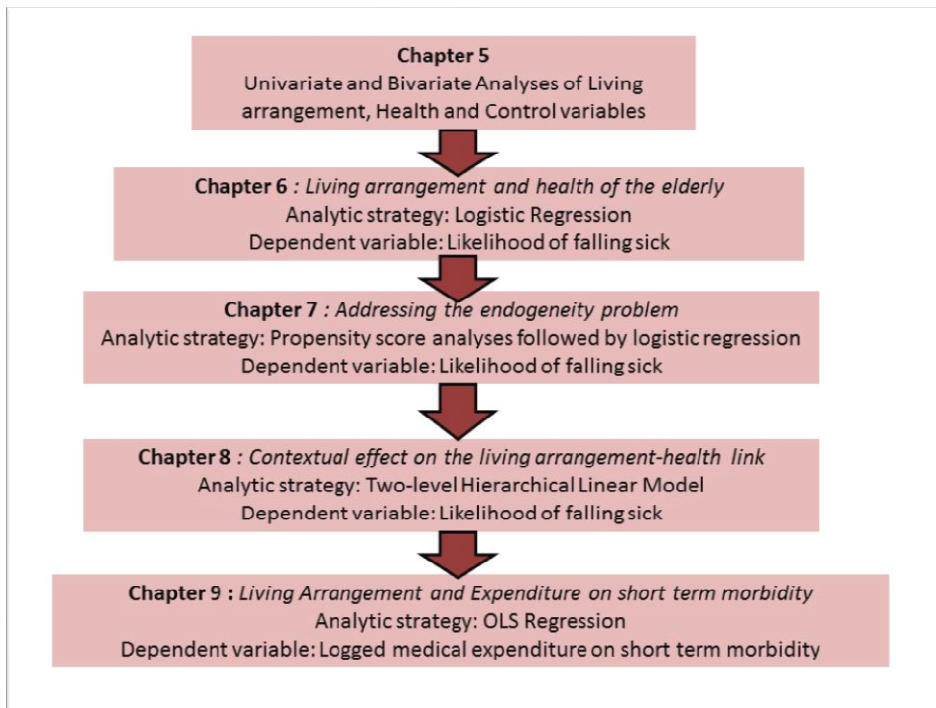 Chapter 5
Univariate and Bivariate Analyses of Living
arrangement, Health and Control variables
Chapter 6 : Living arrangement and health of the elderly
Analytic strategy: Logistic Regression
Dependent variable: Likelihood of falling sick
Chapter 7 : Addressing the endogeneity problem
Analytic strategy: Propensity score analyses followed by logistic regression
Dependent variable: Likelihood of falling sick
Chapter 8 : Contextual effect on the living arrangement-health link
Analytic strategy: Two-level Hierarchical Linear Model
Dependent variable: Likelihood of falling sick
Chapter 9 : Living Arrangement and Expenditure on short term morbidity
Analytic strategy: OLS Regression
Dependent variable: Logged medical expenditure on short term morbidity